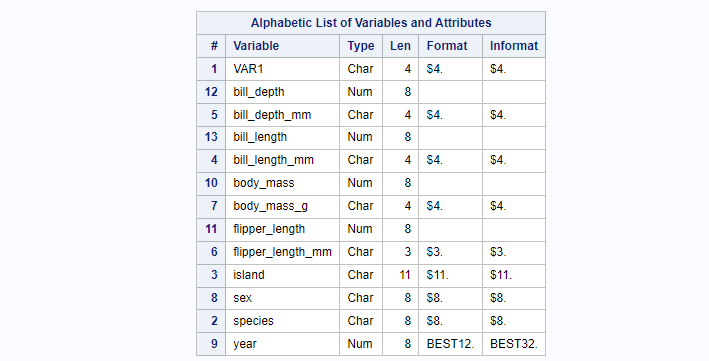 Alphabetic List of Variables and Attributes
# Variable Type Len Format Informat
1 VAR1 Char 4 $4. $4.
12 bill_depth Num 8
5 bill_depth_mm Char 4 $4. $4.
13 bill_length Num 8
4 bill_length_mm Char 4 $4. $4.
10 body_mass Num 8
7 body_mass_g Char 4 $4. $4.
11 flipper_length Num 8
6 flipper_length_mm Char 3 $3. $3.
3 island Char 11 $11. $11.
8 sex Char 8 $8. $8.
2 species Char 8 $8. $8.
9 year Num 8 BEST12. BEST32.